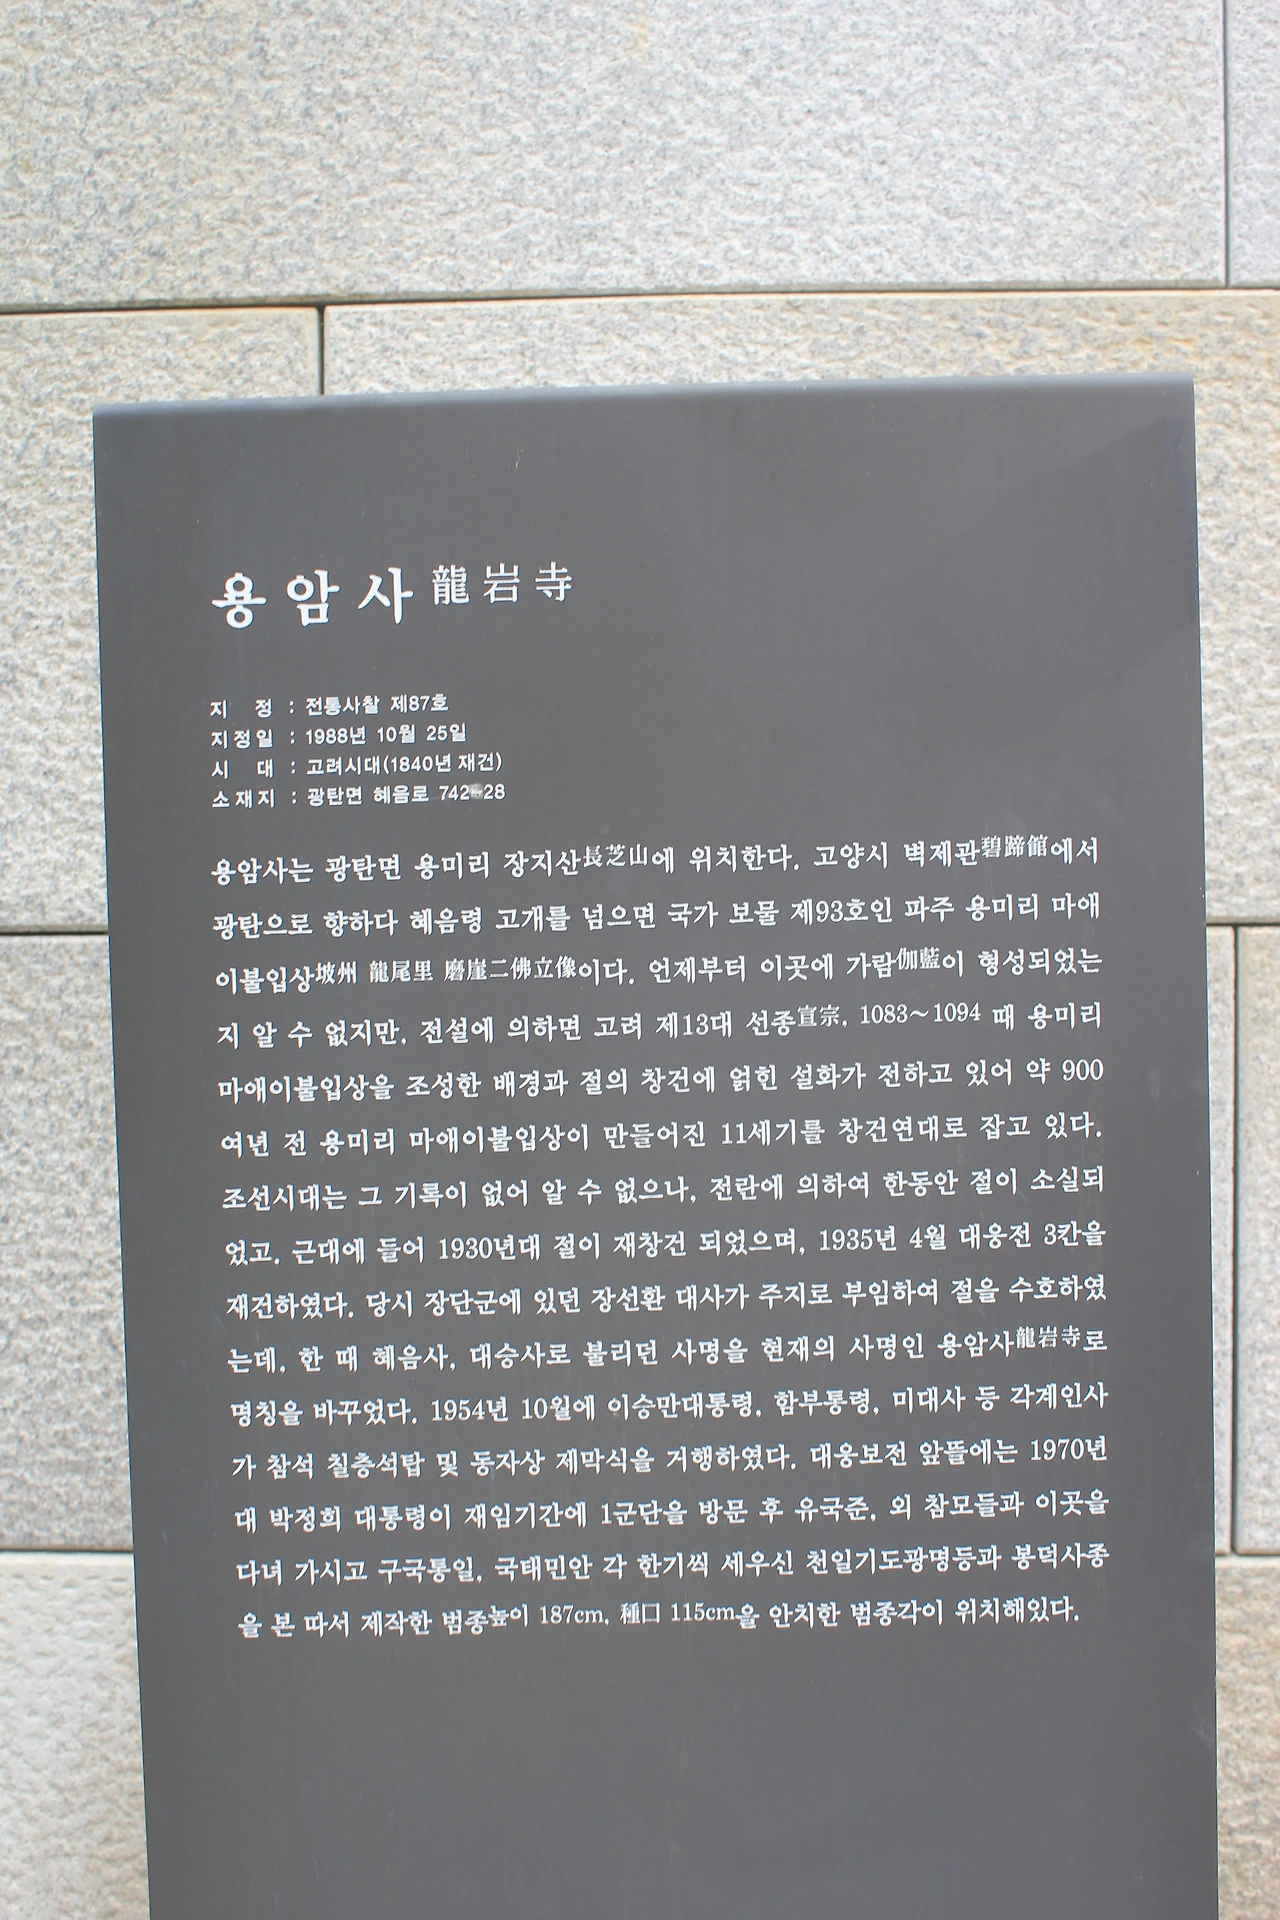 용암사 龍岩寺
지 정 : 전통사찰 제87호
지정일 : 1988년 10월 25일
시 대 : 고려시대(1840년 재건)
소재지 : 광탄면 혜음로 742-28
용암사는 광탄면 용미리 장지산長芝山에 위치한다. 고양시 벽제관碧蹄館에서
광탄으로 향하다 혜음령 고개를 넘으면 국가 보물 제93호인 파주 용미리 마애
이불입상坡州 龍尾里 磨崖二佛立像이다. 언제부터 이곳에 가람伽藍이 형성되었는
지 알 수 없지만, 전설에 의하면 고려 제13대 선종宣宗, 1083~1094 때 용미리
마애이불입상을 조성한 배경과 절의 창건에 얽힌 설화가 전하고 있어 약 900
여년 전 용미리 마애이불입상이 만들어진 11세기를 창건연대로 잡고 있다.
조선시대는 그 기록이 없어 알 수 없으나, 전란에 의하여 한동안 절이 소실되
었고, 근대에 들어 1930년대 절이 재창건 되었으며, 1935년 4월 대웅전 3칸을
재건하였다. 당시 장단군에 있던 장선환 대사가 주지로 부임하여 절을 수호하였
는데, 한 때 혜음사, 대승사로 불리던 사명을 현재의 사명인 용암사龍岩寺로
명칭을 바꾸었다. 1954년 10월에 이승만대통령, 함부통령, 미대사 등 각계인사
가 참석 칠층석탑 및 동자상 제막식을 거행하였다. 대웅보전 앞뜰에는 1970년
대 박정희 대통령이 재임기간에 1군단을 방문 후 유국준, 외 참모들과 이곳을
다녀 가시고 구국통일, 국태민안 각 한기씩 세우신 천일기도광명등과 봉덕사종
을 본 따서 제작한 범종높이 187cm, 種口 115cm을 안치한 범종각이 위치해있다.